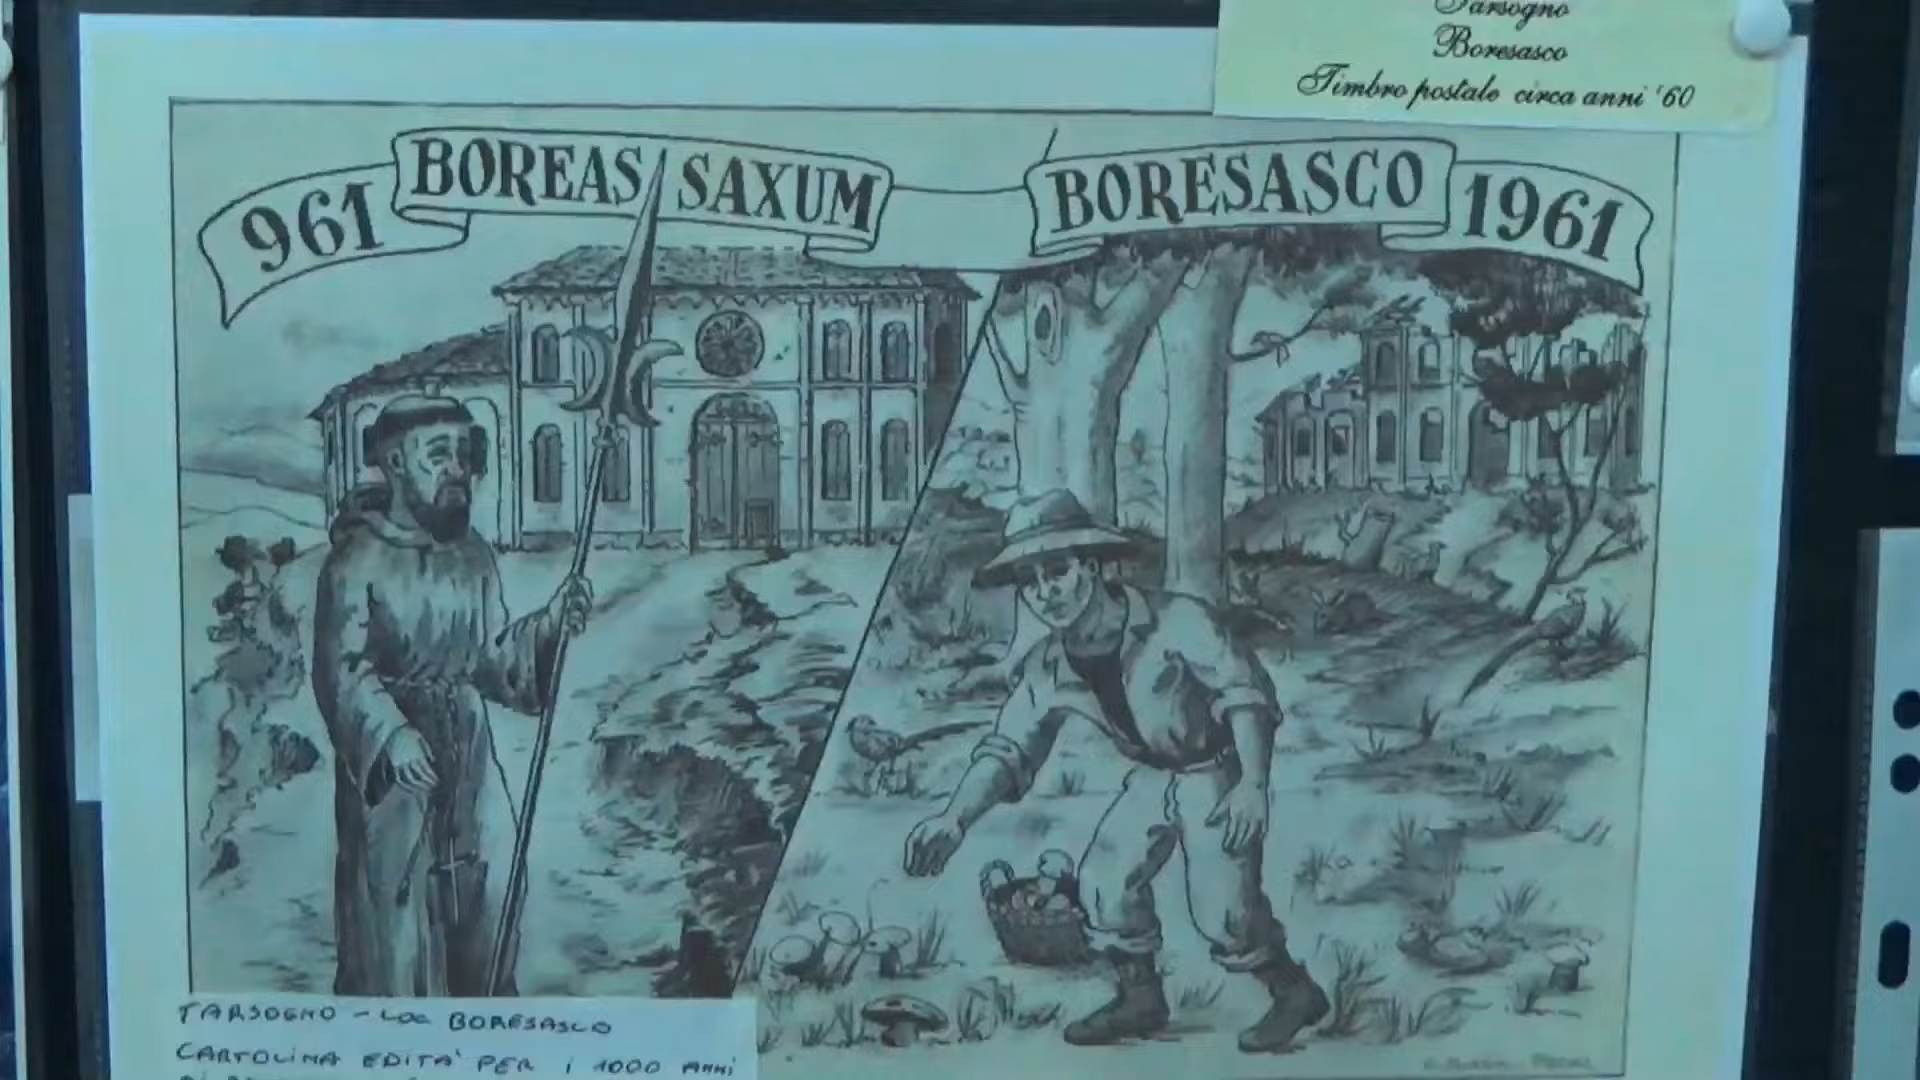 Tarsogno
Boresasco
Timbro postale circa anni '60
961 BOREAS SAXUM BORESASCO 1961
TARSOGNO - LOC BORESASCO
CARTOLINA EDITA' PER i 1000 ANNI